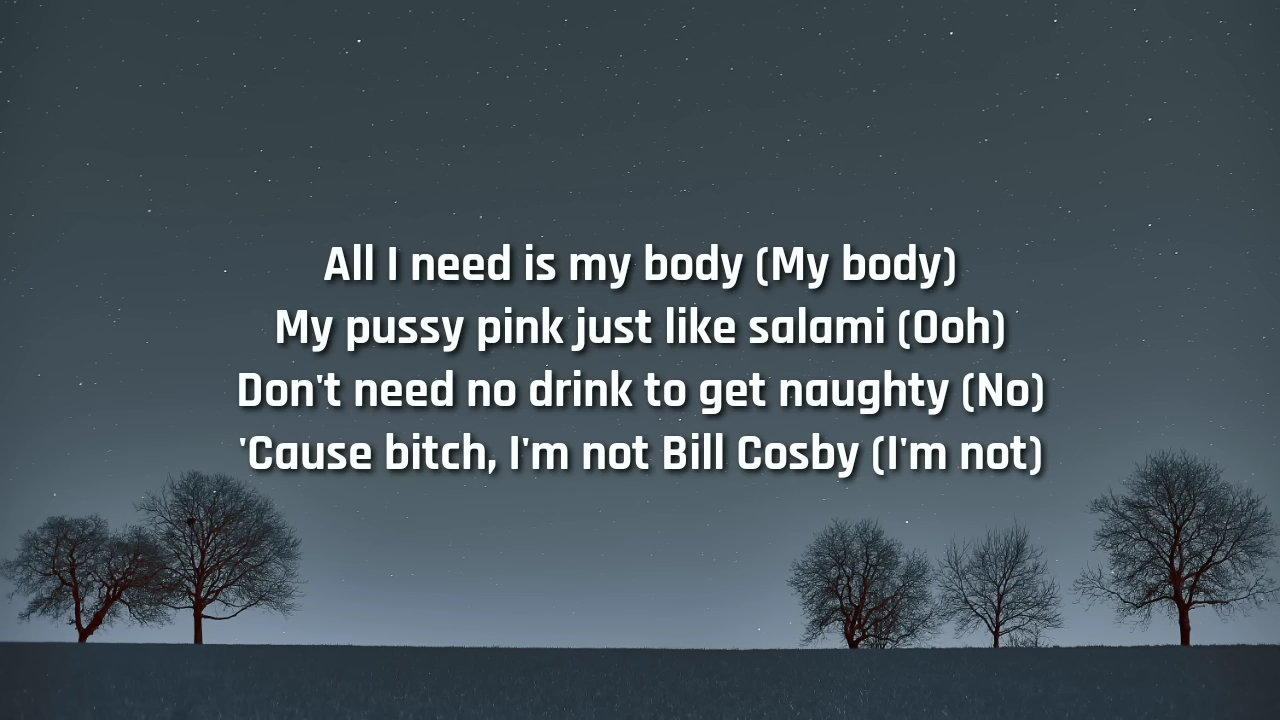 All I need is my body (My body)
My pussy pink just like salami (Ooh)
Don't need no drink to get naughty (No)
'Cause bitch, I'm not Bill Cosby (I'm not)